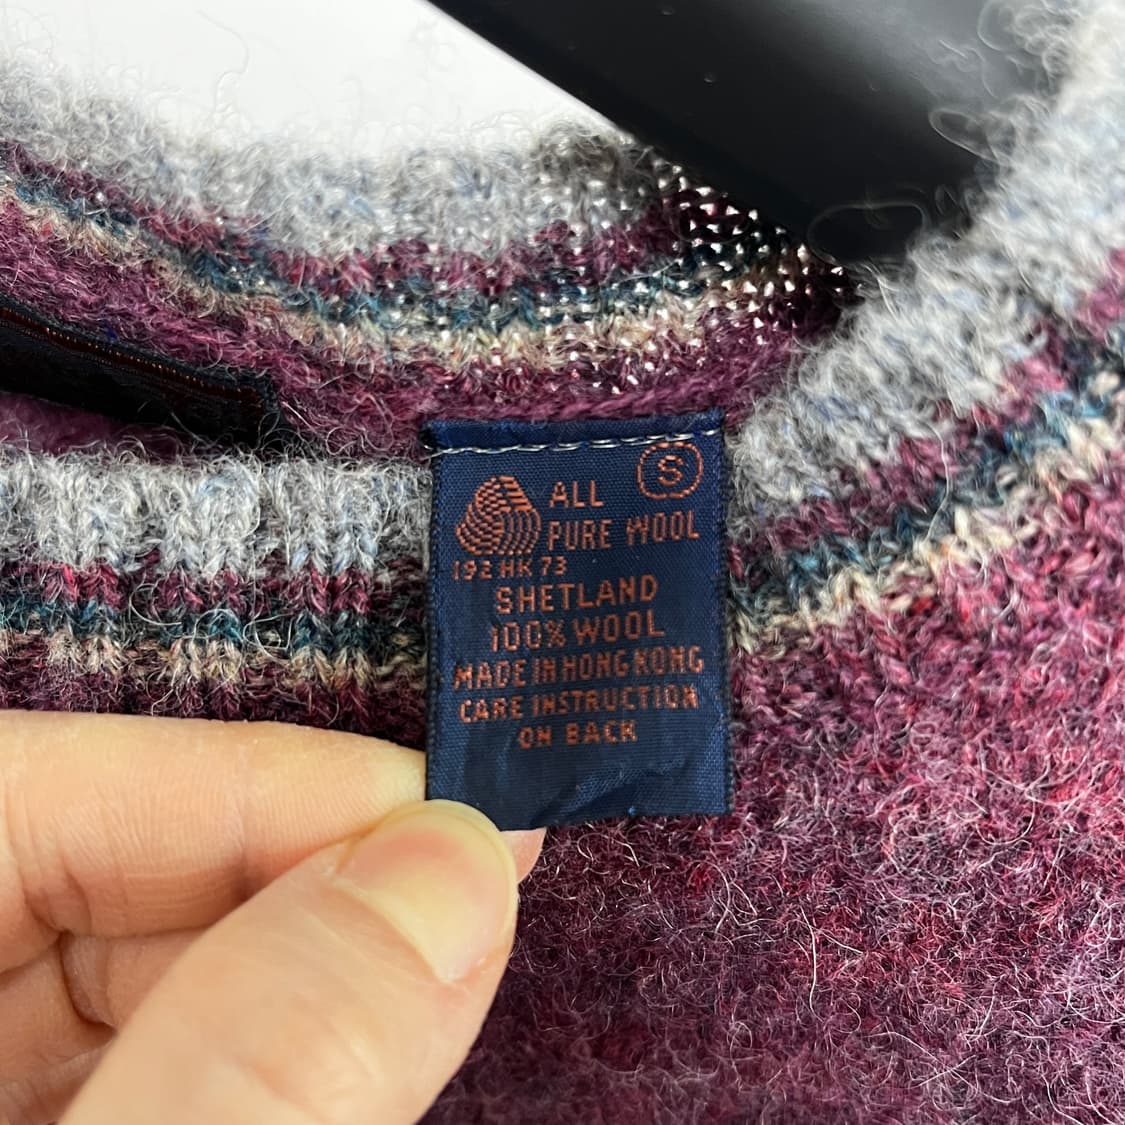 S
ALL
PURE WOOL
192 HK 73
SHETLAND
100% WOOL
MADE IN HONG KONG
CARE INSTRUCTION
ON BACK